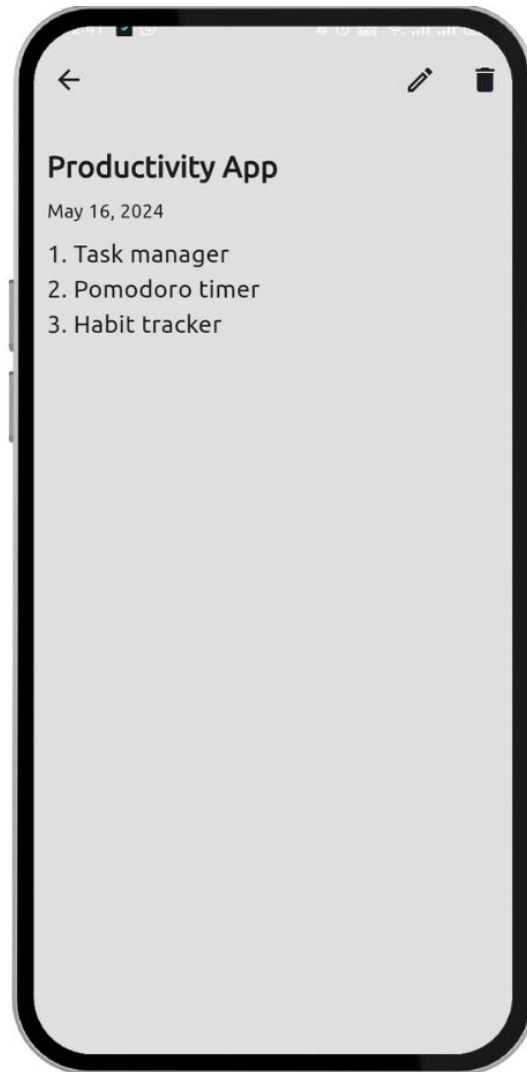 Productivity App
May 16, 2024
1. Task manager
2. Pomodoro timer
3. Habit tracker